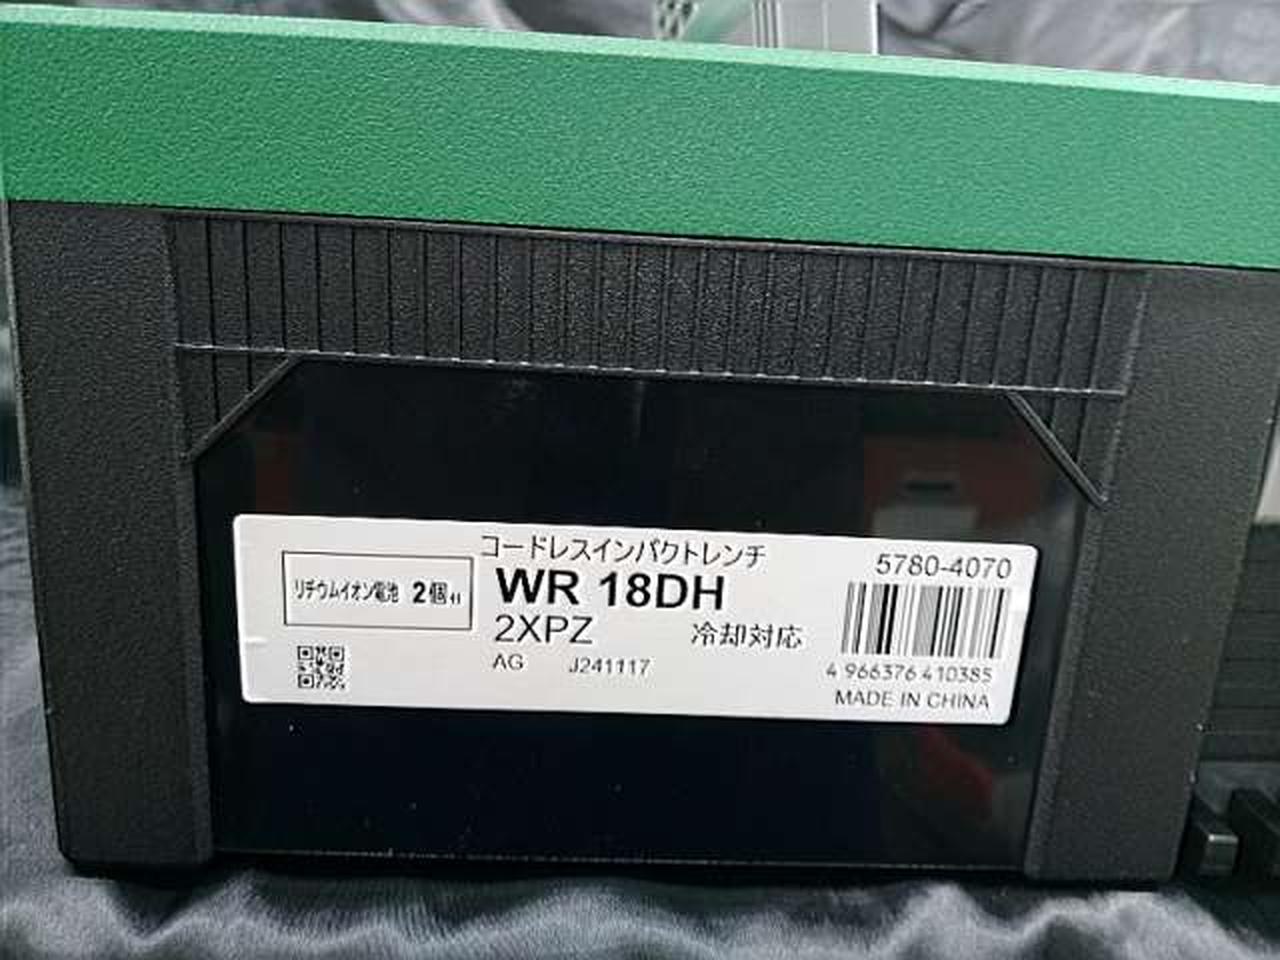 コードレスインパクトレンチ
リチウムイオン電池 2個付
WR 18DH
2XPZ 冷却対応
AG J241117
5780-4070
4 966376 410385
MADE IN CHINA